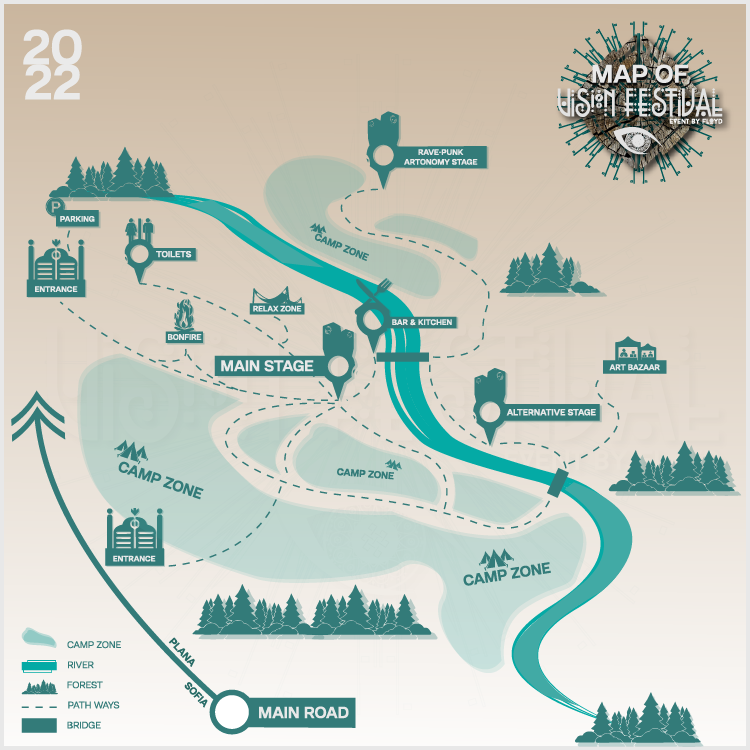 20
22
MAP OF
VISION FESTIVAL
EVENT BY FLOYD
RAVE-PUNK
ARTONOMY STAGE
P
PARKING
CAMP ZONE
TOILETS
ENTRANCE
RELAX ZONE
BONFIRE
BAR & KITCHEN
MAIN STAGE
ART BAZAAR
ALTERNATIVE STAGE
CAMP ZONE
CAMP ZONE
ENTRANCE
CAMP ZONE
CAMP ZONE
RIVER
FOREST
PATH WAYS
BRIDGE
PLANA
SOFIA
MAIN ROAD